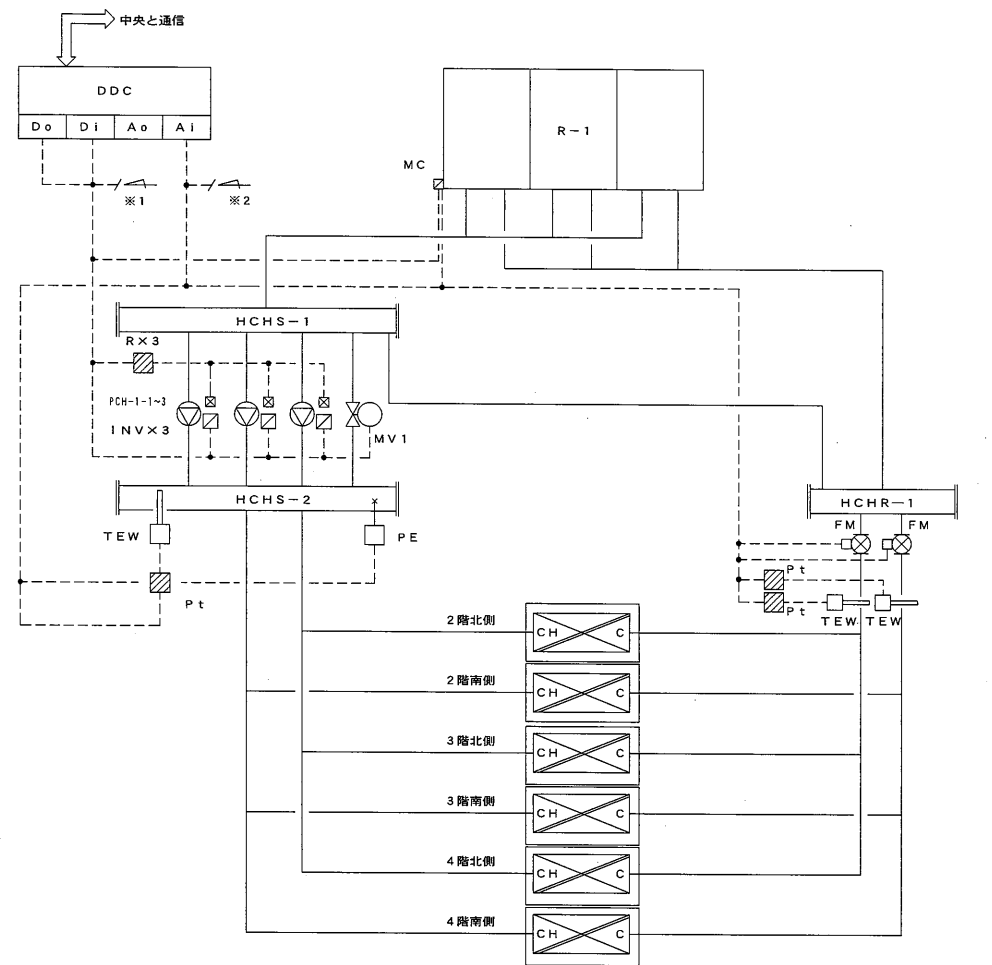 中央と通信
DDC
Do Di Ao Ai
※1
※2
MC
R-1
HCHS-1
R×3
PCH-1-1~3
INV×3
MV1
HCHS-2
TEW
PE
Pt
HCHR-1
FM FM
Pt
Pt
TEW TEW
2階北側
CH C
2階南側
CH C
3階北側
CH C
3階南側
CH C
4階北側
CH C
4階南側
CH C